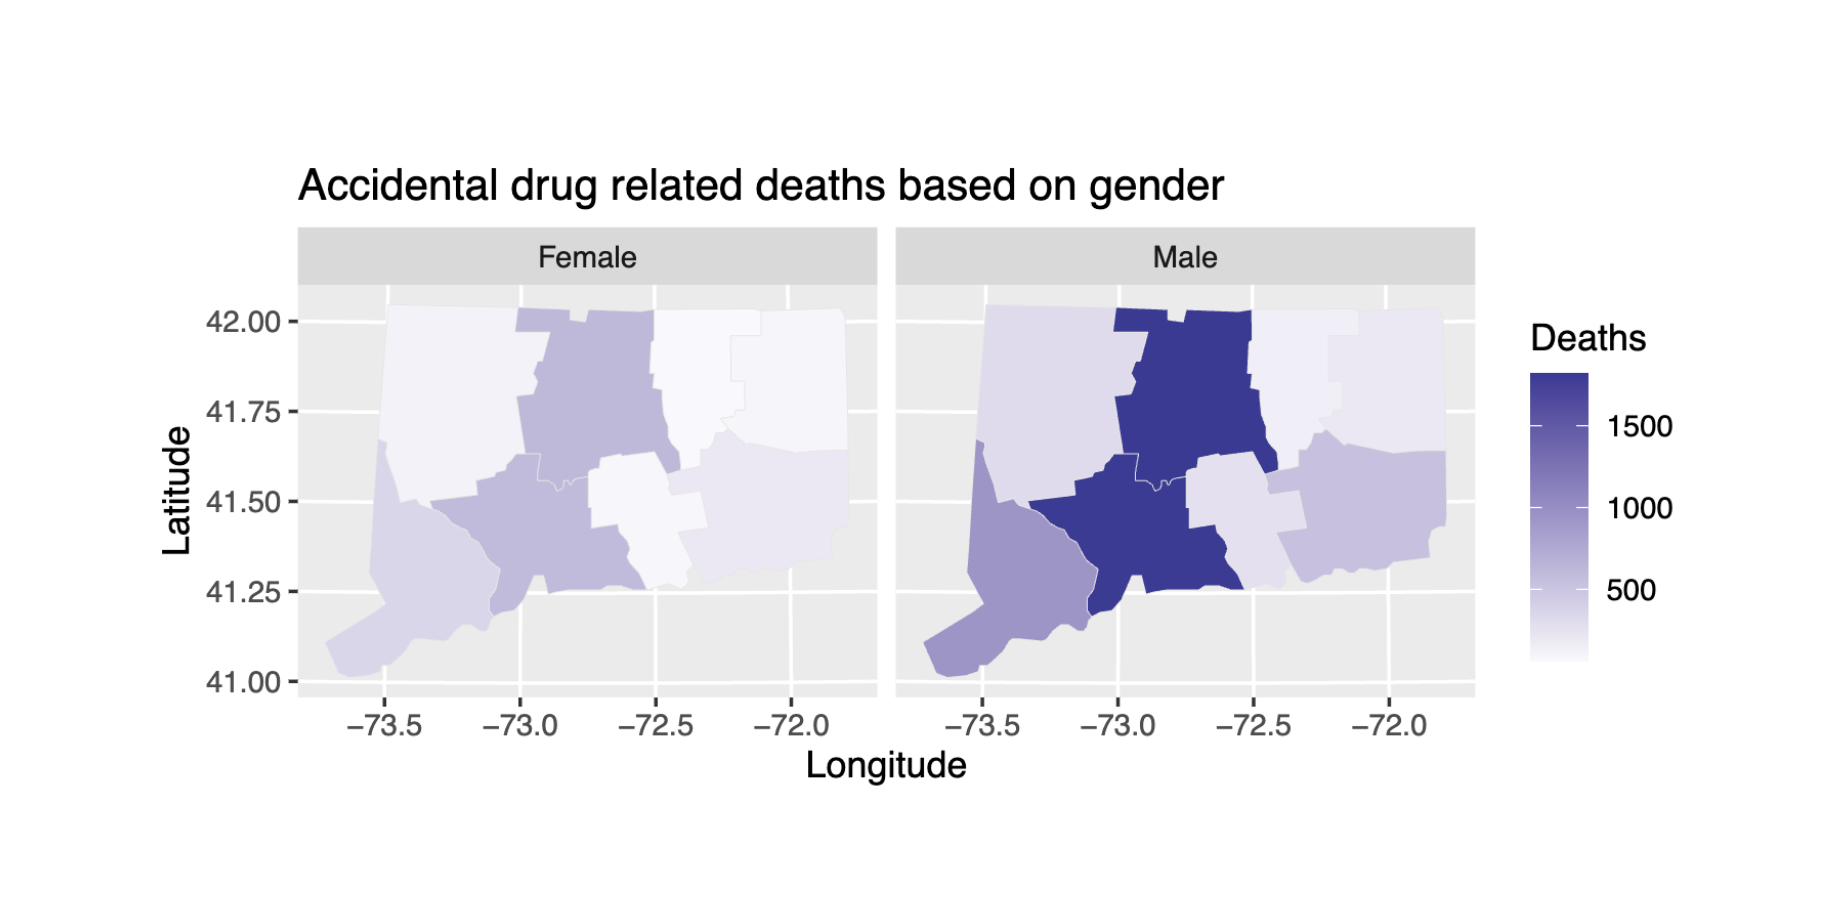 Accidental drug related deaths based on gender
Female
Male
42.00
41.75
41.50
41.25
41.00
Latitude
−73.5 −73.0 −72.5 −72.0
−73.5 −73.0 −72.5 −72.0
Longitude
Deaths
1500
1000
500